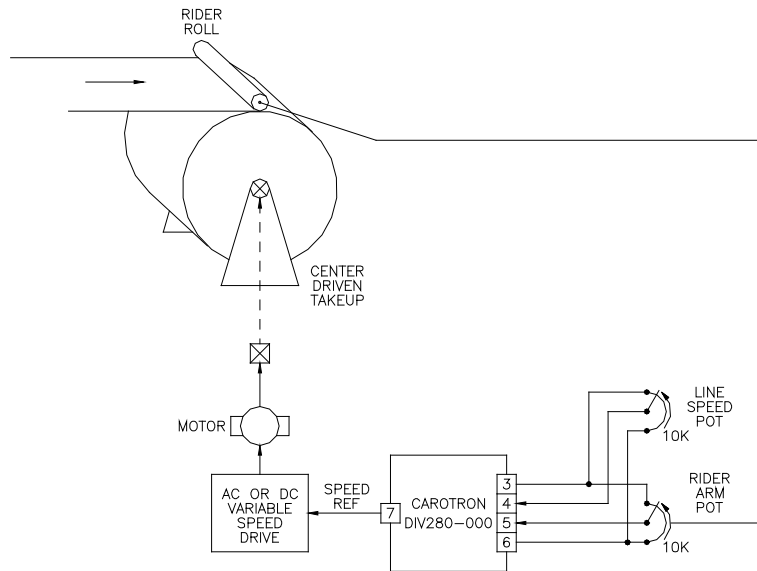 RIDER
ROLL
CENTER
DRIVEN
TAKEUP
MOTOR
LINE
SPEED
POT
10K
AC OR DC
VARIABLE
SPEED
DRIVE
SPEED
REF
7
CAROTRON
DIV280-000
3
4
5
6
RIDER
ARM
POT
10K